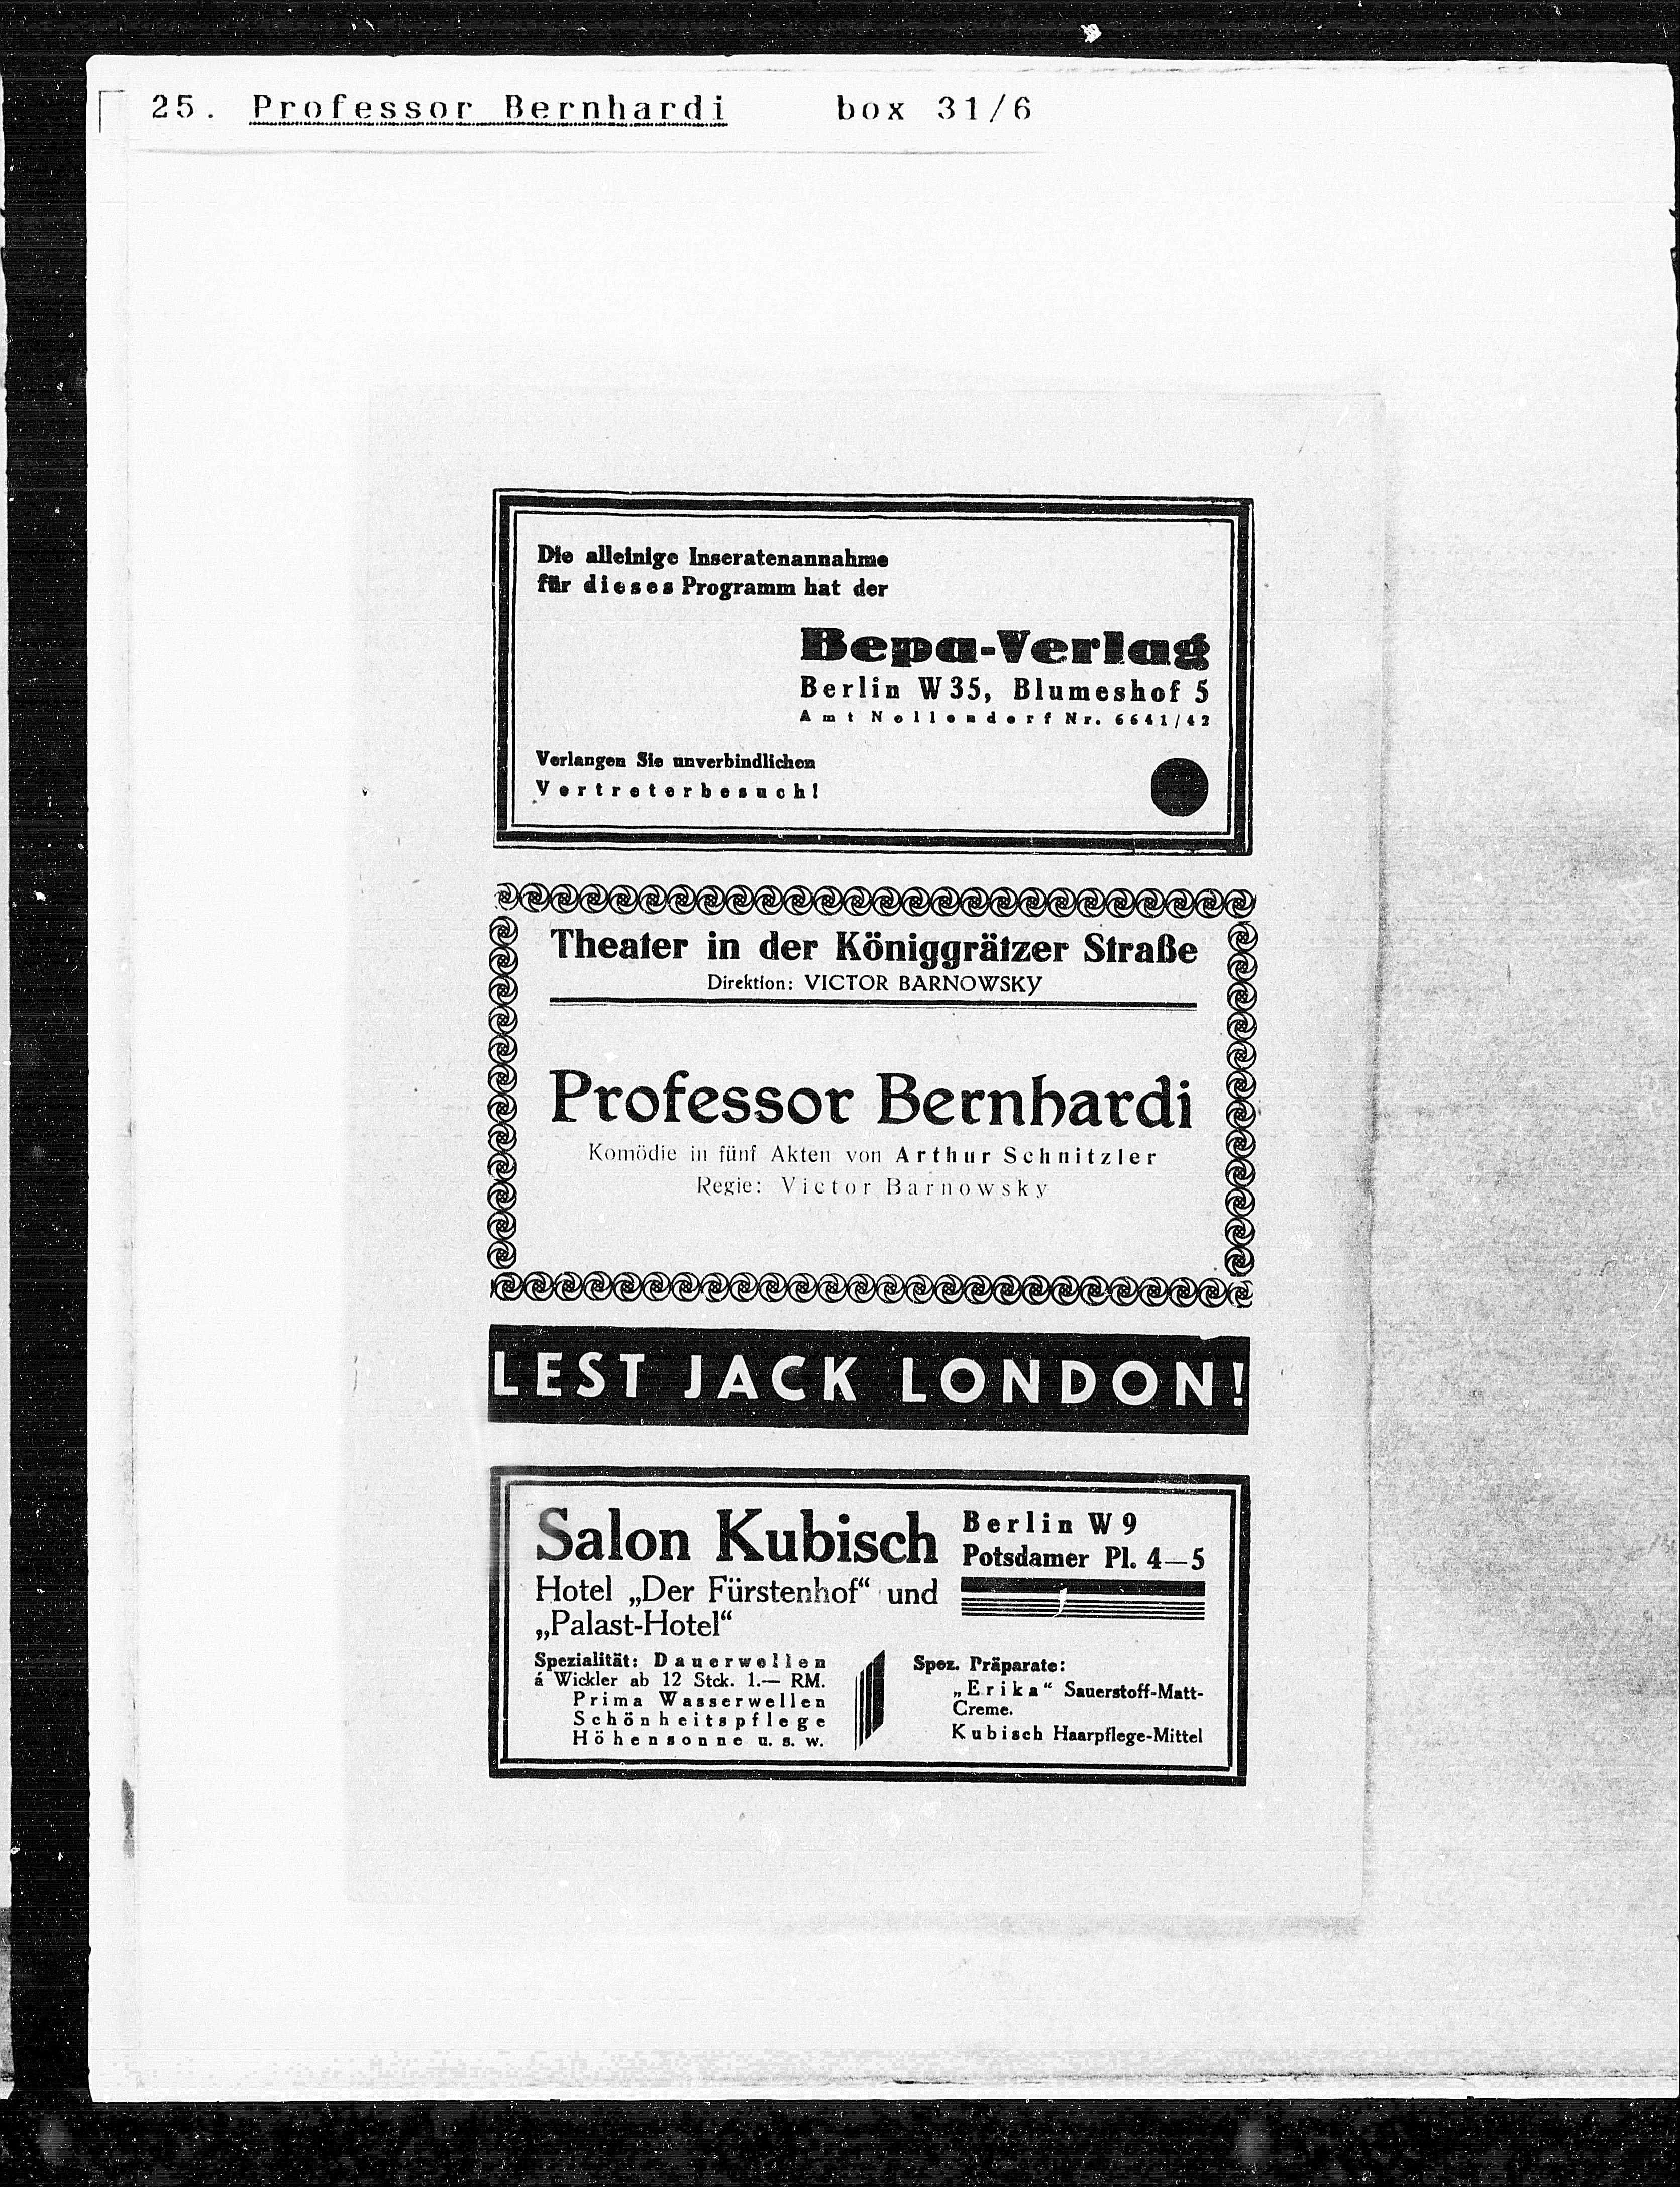 25. Professor Bernhardi box 31/6
Die alleinige Inseratenannahme
für dieses Programm hat der
Bepa-Verlag
Berlin W 35, Blumeshof 5
Amt Nollendorf Nr. 6641/42
Verlangen Sie unverbindlichen
Vertreterbesuch!
Theater in der Königgrätzer Straße
Direktion: VICTOR BARNOWSKY
Professor Bernhardi
Komödie in fünf Akten von Arthur Schnitzler
Regie: Victor Barnowsky
LEST JACK LONDON!
Salon Kubisch
Berlin W 9
Potsdamer Pl. 4—5
Hotel „Der Fürstenhof“ und
„Palast-Hotel“
Spezialität: Dauerwellen
á Wickler ab 12 Stck. 1.— RM.
Prima Wasserwellen
Schönheitspflege
Höhensonne u. s. w.
Spez. Präparate:
„Erika“ Sauerstoff-Matt-
Creme.
Kubisch Haarpflege-Mittel